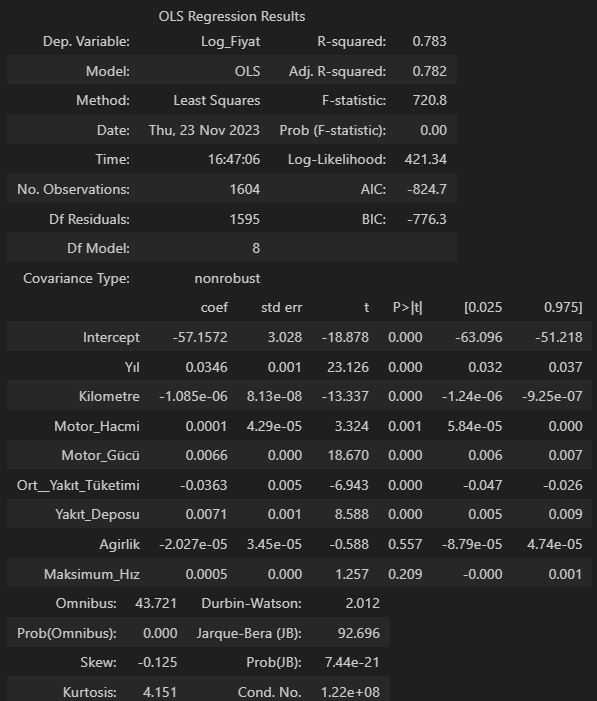 OLS Regression Results
Dep. Variable: Log_Fiyat R-squared: 0.783
Model: OLS Adj. R-squared: 0.782
Method: Least Squares F-statistic: 720.8
Date: Thu, 23 Nov 2023 Prob (F-statistic): 0.00
Time: 16:47:06 Log-Likelihood: 421.34
No. Observations: 1604 AIC: -824.7
Df Residuals: 1595 BIC: -776.3
Df Model: 8
Covariance Type: nonrobust
coef std err t P>|t| [0.025 0.975]
Intercept -57.1572 3.028 -18.878 0.000 -63.096 -51.218
Yıl 0.0346 0.001 23.126 0.000 0.032 0.037
Kilometre -1.085e-06 8.13e-08 -13.337 0.000 -1.24e-06 -9.25e-07
Motor_Hacmi 0.0001 4.29e-05 3.324 0.001 5.84e-05 0.000
Motor_Gücü 0.0066 0.000 18.670 0.000 0.006 0.007
Ort__Yakıt_Tüketimi -0.0363 0.005 -6.943 0.000 -0.047 -0.026
Yakıt_Deposu 0.0071 0.001 8.588 0.000 0.005 0.009
Agirlik -2.027e-05 3.45e-05 -0.588 0.557 -8.79e-05 4.74e-05
Maksimum_Hız 0.0005 0.000 1.257 0.209 -0.000 0.001
Omnibus: 43.721 Durbin-Watson: 2.012
Prob(Omnibus): 0.000 Jarque-Bera (JB): 92.696
Skew: -0.125 Prob(JB): 7.44e-21
Kurtosis: 4.151 Cond. No. 1.22e+08